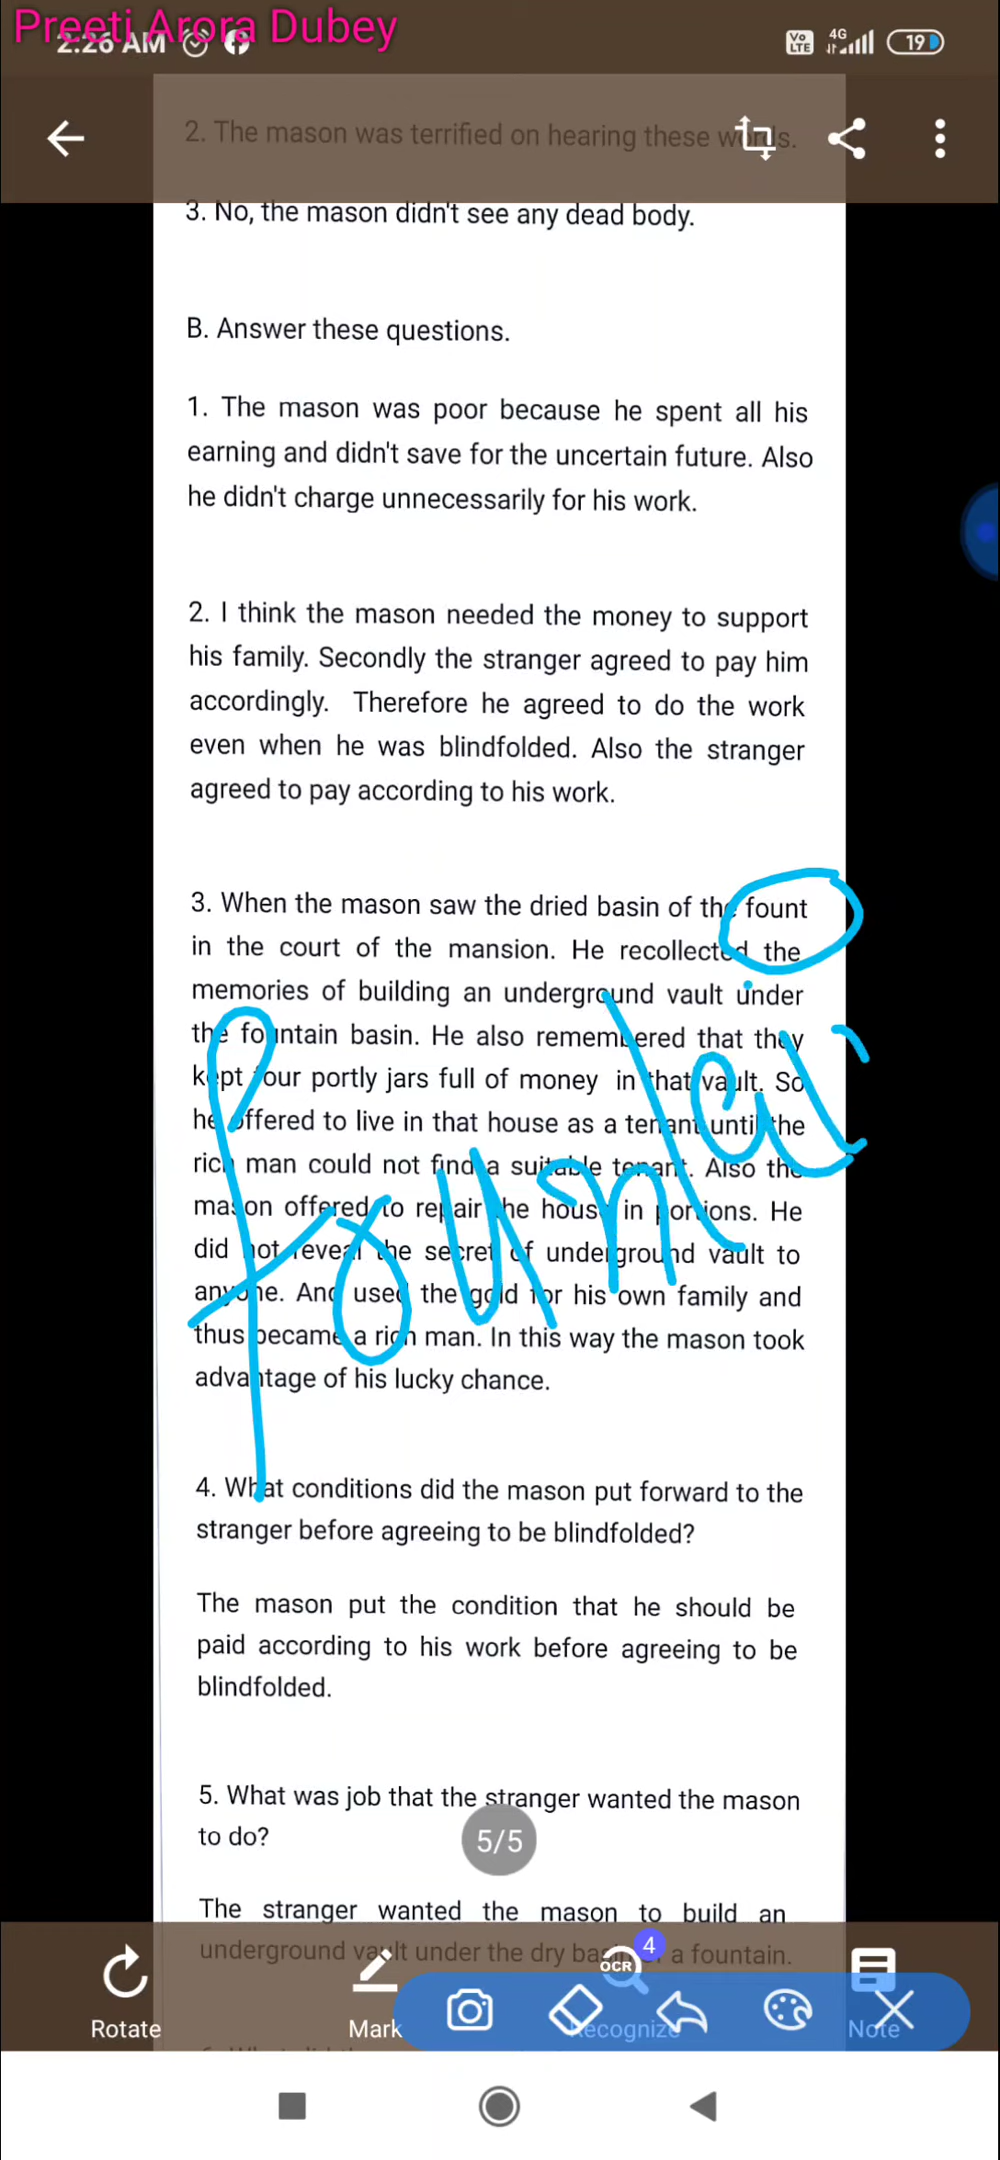 Preeti Arora Dubey
2:26 AM
Vo LTE 4G 19
2. The mason was terrified on hearing these words.
3. No, the mason didn't see any dead body.
B. Answer these questions.
1. The mason was poor because he spent all his
earning and didn't save for the uncertain future. Also
he didn't charge unnecessarily for his work.
2. I think the mason needed the money to support
his family. Secondly the stranger agreed to pay him
accordingly. Therefore he agreed to do the work
even when he was blindfolded. Also the stranger
agreed to pay according to his work.
3. When the mason saw the dried basin of the fount
in the court of the mansion. He recollected the
memories of building an underground vault under
the fountain basin. He also remembered that they
kept four portly jars full of money in that vault. So
he offered to live in that house as a tenant until the
rich man could not find a suitable tenant. Also the
mason offered to repair the house in portions. He
did not reveal the secret of underground vault to
anyone. And used the gold for his own family and
thus became a rich man. In this way the mason took
advantage of his lucky chance.
fountai
4. What conditions did the mason put forward to the
stranger before agreeing to be blindfolded?
The mason put the condition that he should be
paid according to his work before agreeing to be
blindfolded.
5. What was job that the stranger wanted the mason
to do?
5/5
The stranger wanted the mason to build an
underground vault under the dry basin of a fountain.
4
OCR
Rotate
Mark
Recognize
Note